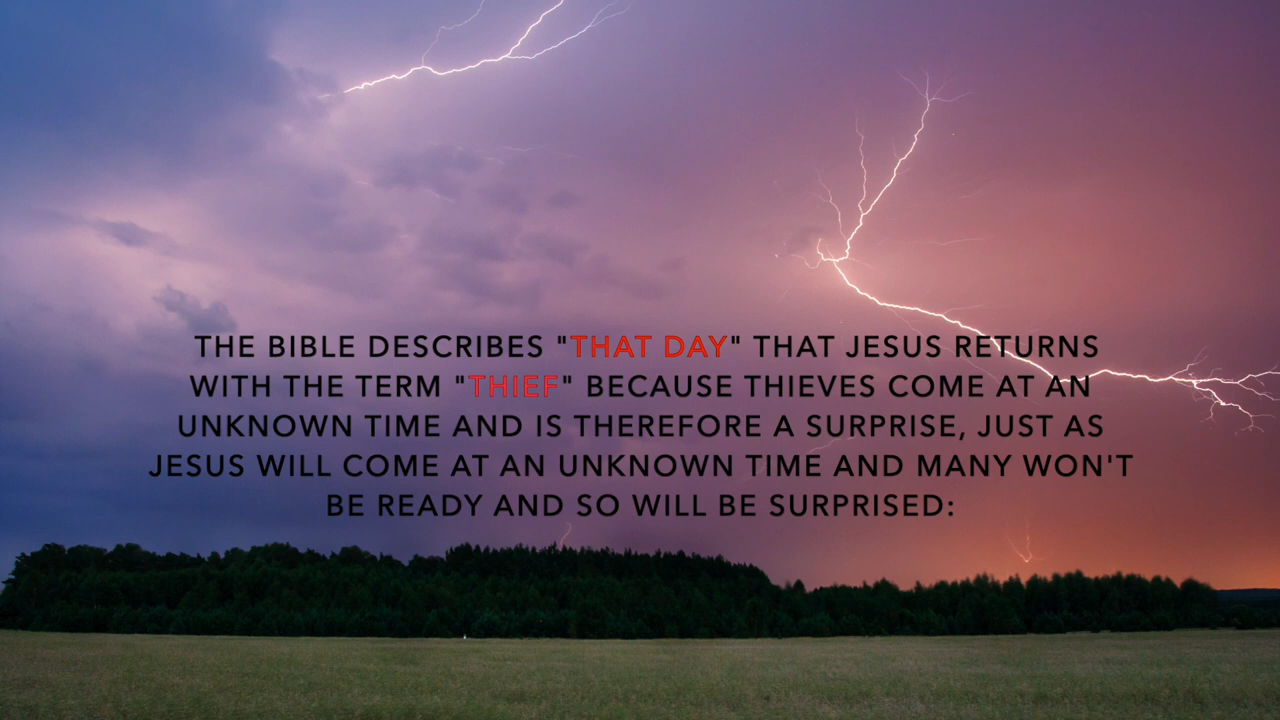 THE BIBLE DESCRIBES "THAT DAY" THAT JESUS RETURNS
WITH THE TERM "THIEF" BECAUSE THIEVES COME AT AN
UNKNOWN TIME AND IS THEREFORE A SURPRISE, JUST AS
JESUS WILL COME AT AN UNKNOWN TIME AND MANY WON'T
BE READY AND SO WILL BE SURPRISED: